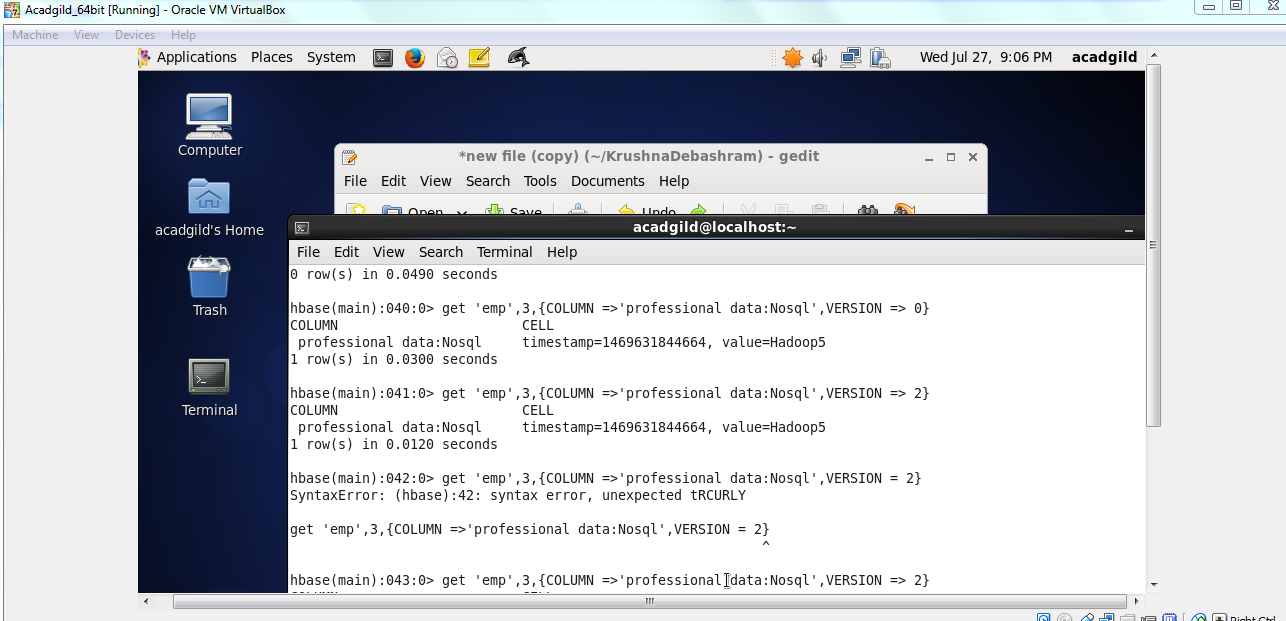 Acadgild_64bit [Running] - Oracle VM VirtualBox
Machine View Devices Help
Applications Places System Wed Jul 27, 9:06 PM acadgild
Computer
acadgild's Home
Trash
Terminal
*new file (copy) (~/KrushnaDebashram) - gedit
File Edit View Search Tools Documents Help
Open Save Undo
acadgild@localhost:~
File Edit View Search Terminal Help
0 row(s) in 0.0490 seconds
hbase(main):040:0> get 'emp',3,{COLUMN =>'professional data:Nosql',VERSION => 0}
COLUMN CELL
professional data:Nosql timestamp=1469631844664, value=Hadoop5
1 row(s) in 0.0300 seconds
hbase(main):041:0> get 'emp',3,{COLUMN =>'professional data:Nosql',VERSION => 2}
COLUMN CELL
professional data:Nosql timestamp=1469631844664, value=Hadoop5
1 row(s) in 0.0120 seconds
hbase(main):042:0> get 'emp',3,{COLUMN =>'professional data:Nosql',VERSION = 2}
SyntaxError: (hbase):42: syntax error, unexpected tRCURLY
get 'emp',3,{COLUMN =>'professional data:Nosql',VERSION = 2}
^
hbase(main):043:0> get 'emp',3,{COLUMN =>'professional data:Nosql',VERSION => 2}
Right Ctrl